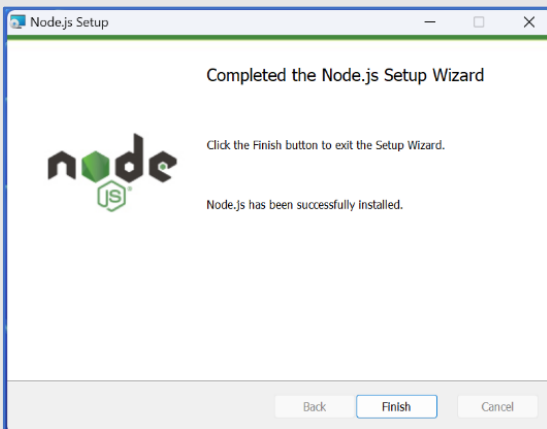 Node.js Setup
Completed the Node.js Setup Wizard
node
JS
Click the Finish button to exit the Setup Wizard.
Node.js has been successfully installed.
Back
Finish
Cancel